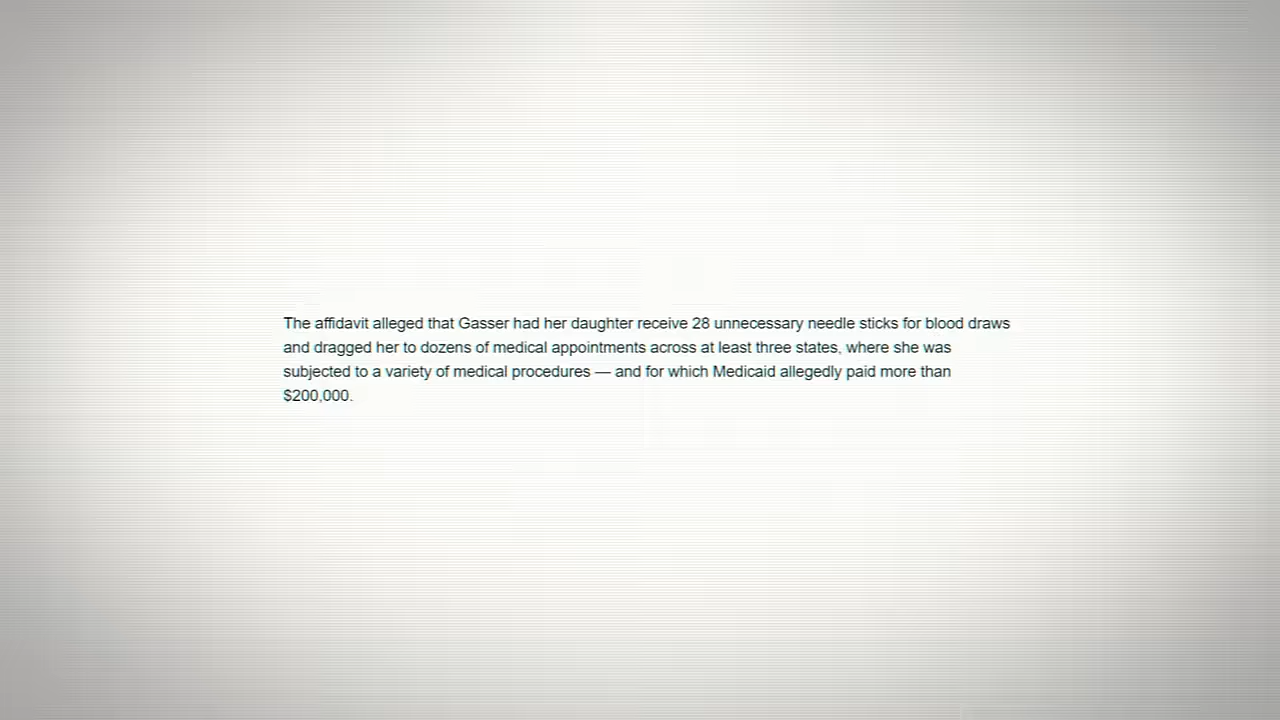 The affidavit alleged that Gasser had her daughter receive 28 unnecessary needle sticks for blood draws
and dragged her to dozens of medical appointments across at least three states, where she was
subjected to a variety of medical procedures — and for which Medicaid allegedly paid more than
$200,000.